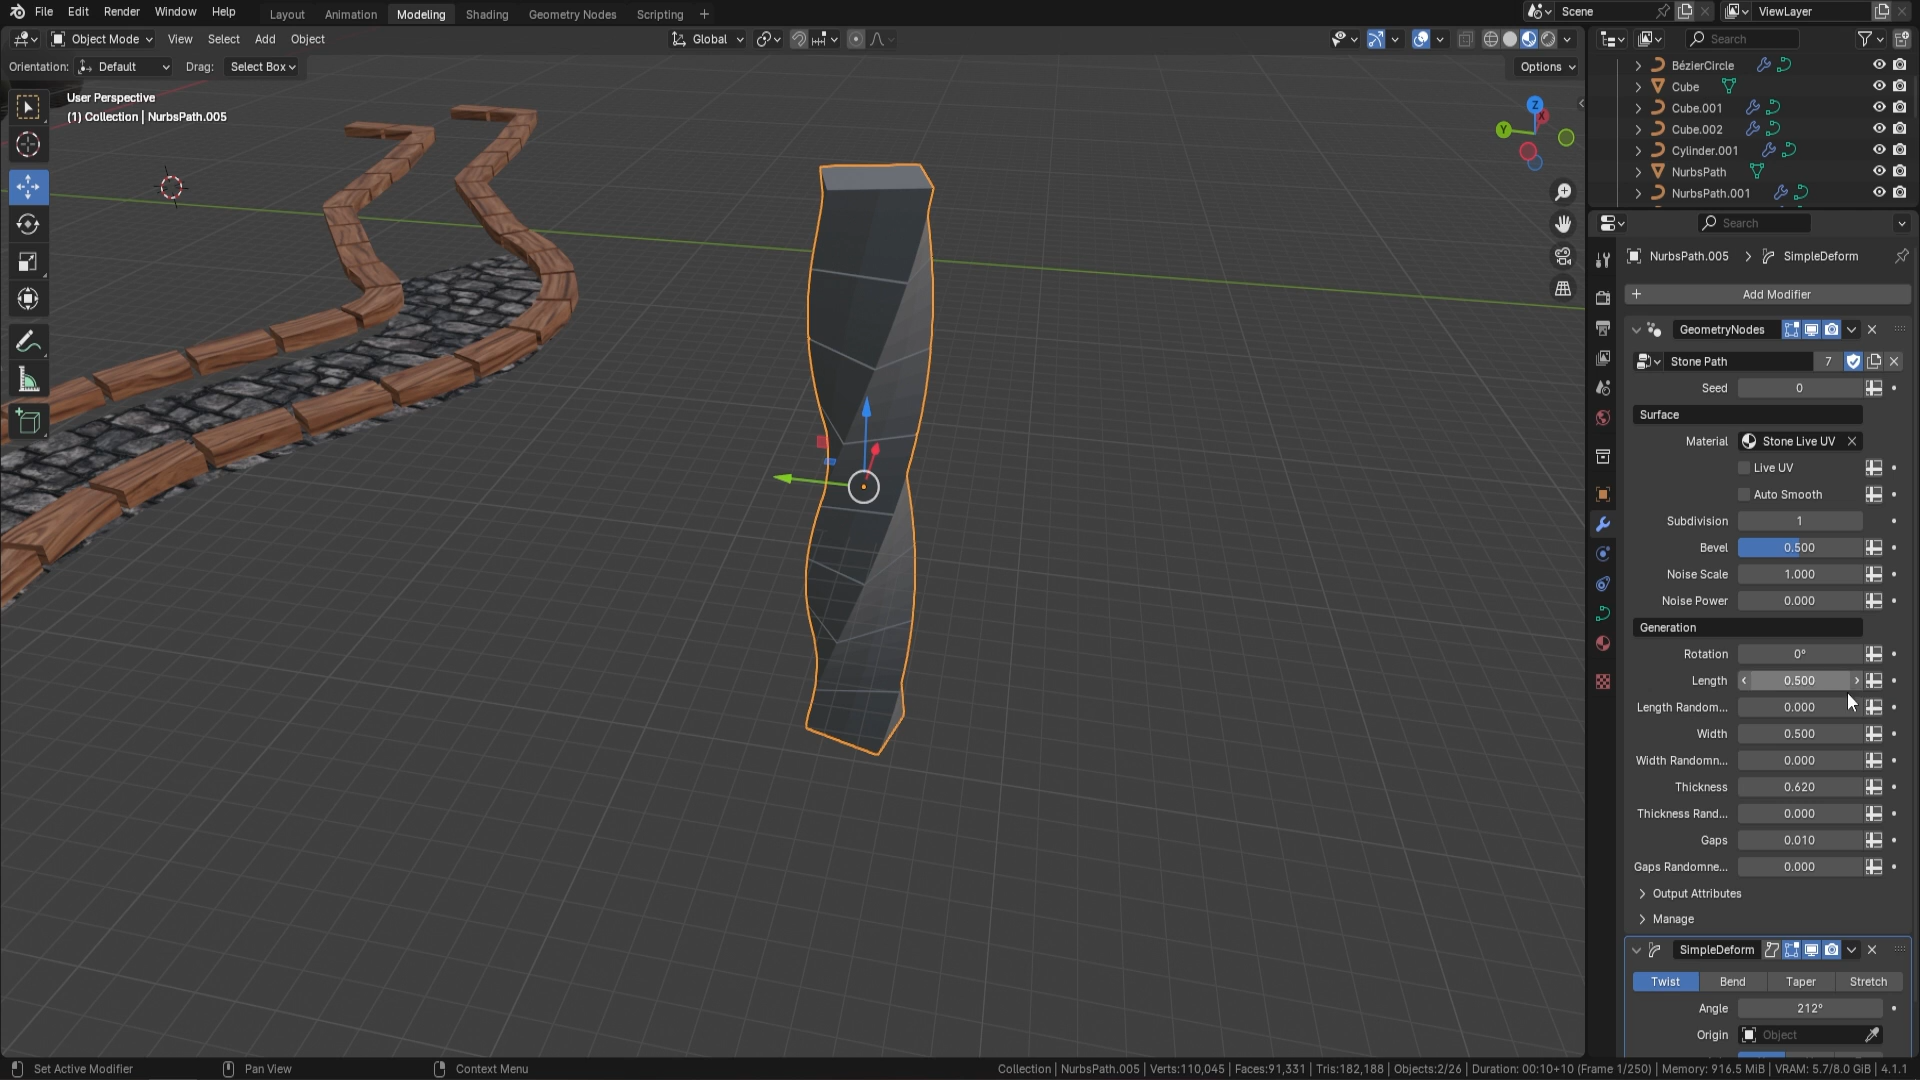 File Edit Render Window Help Layout Animation Modeling Shading Geometry Nodes Scripting + Scene ViewLayer
Object Mode View Select Add Object Global Search
Orientation: Default Drag: Select Box Options
User Perspective
(1) Collection | NurbsPath.005
Z
X
Y
BézierCircle
Cube
Cube.001
Cube.002
Cylinder.001
NurbsPath
NurbsPath.001
Search
NurbsPath.005 > SimpleDeform
+ Add Modifier
GeometryNodes
Stone Path 7
Seed 0
Surface
Material Stone Live UV
Live UV
Auto Smooth
Subdivision 1
Bevel 0.500
Noise Scale 1.000
Noise Power 0.000
Generation
Rotation 0°
Length 0.500
Length Random... 0.000
Width 0.500
Width Randomn... 0.000
Thickness 0.620
Thickness Rand... 0.000
Gaps 0.010
Gaps Randomne... 0.000
Output Attributes
Manage
SimpleDeform
Twist Bend Taper Stretch
Angle 212°
Origin Object
Set Active Modifier Pan View Context Menu Collection | NurbsPath.005 | Verts:110,045 | Faces:91,331 | Tris:182,188 | Objects:2/26 | Duration: 00:10+10 (Frame 1/250) | Memory: 916.5 MiB | VRAM: 5.7/8.0 GiB | 4.1.1